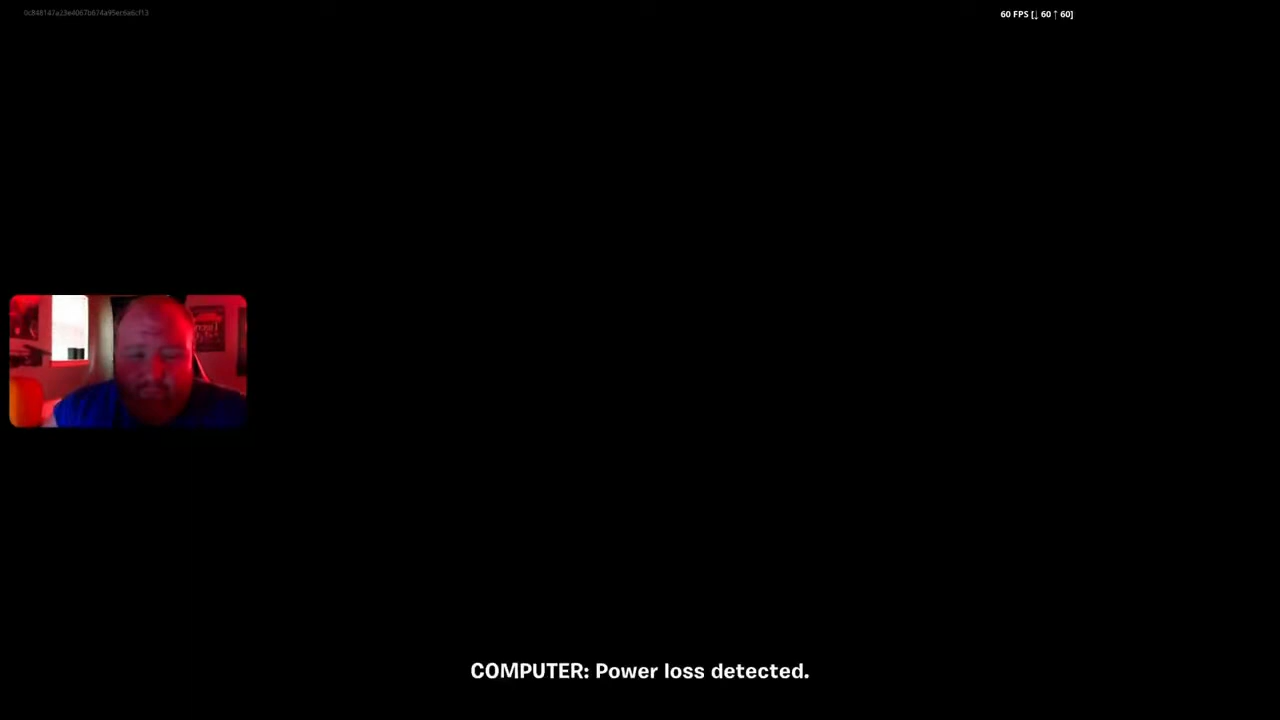 60 FPS [↓ 60 ↑ 60]
COMPUTER: Power loss detected.